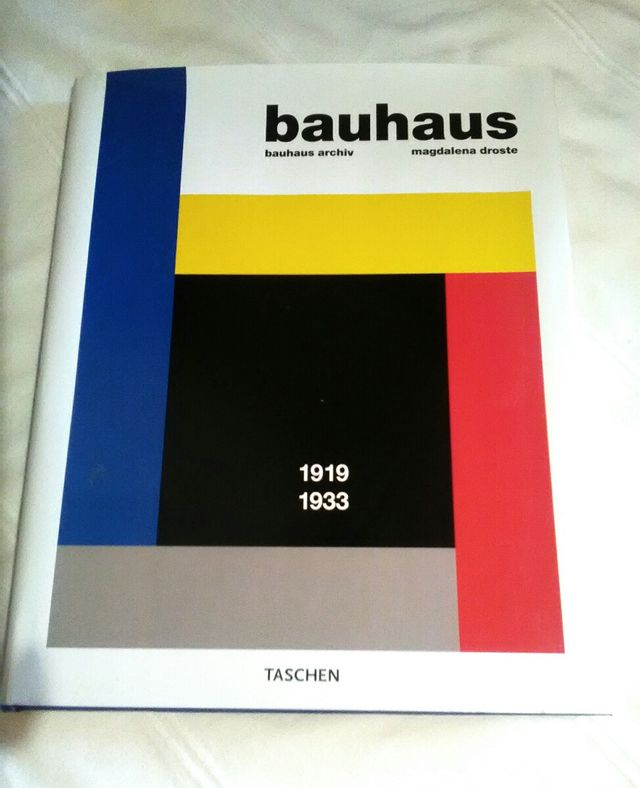 bauhaus
bauhaus archiv magdalena droste
1919
1933
TASCHEN